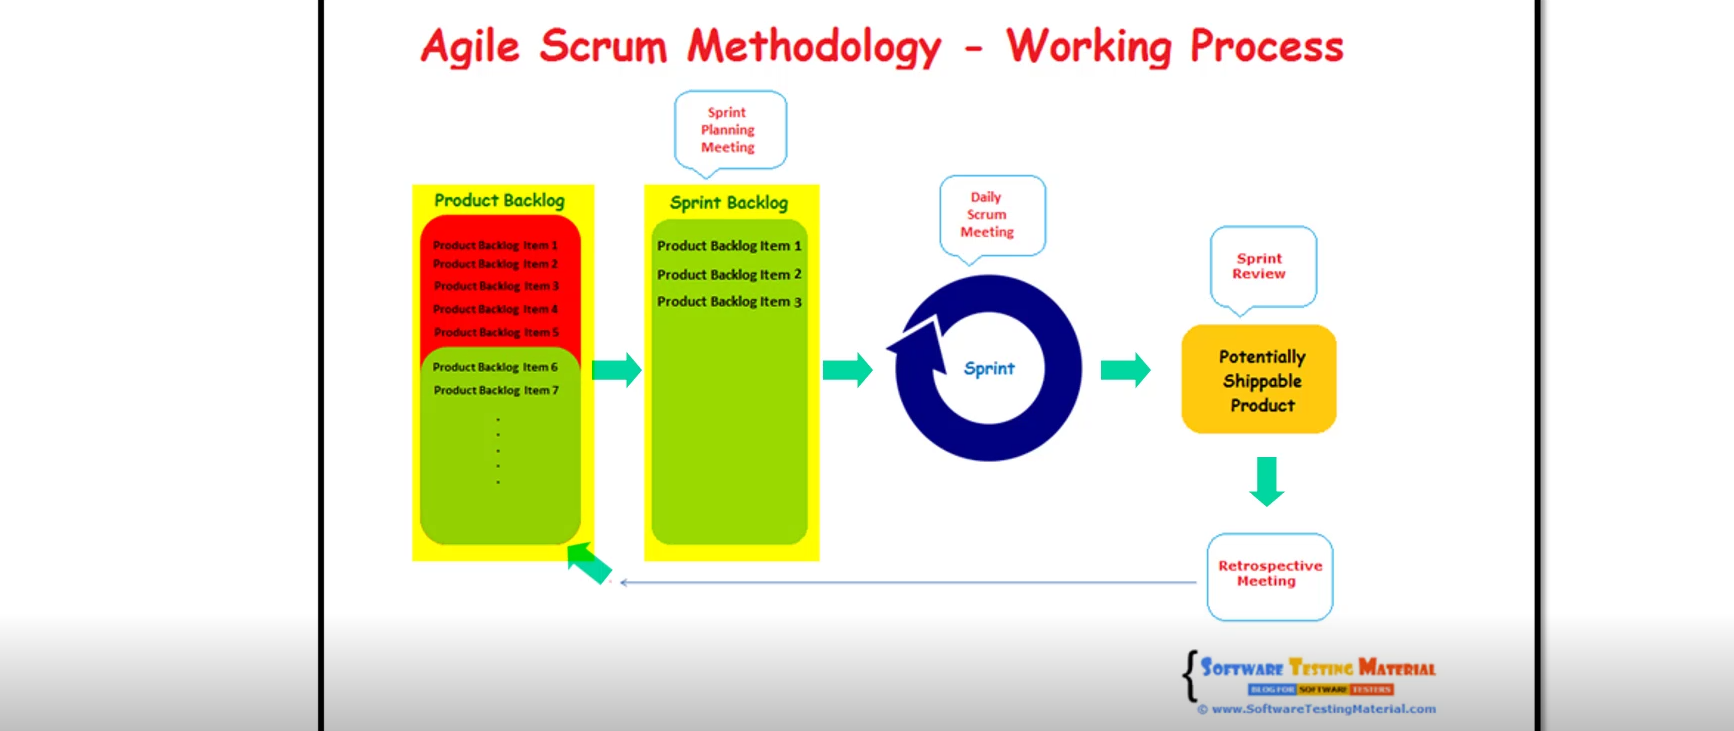 Agile Scrum Methodology - Working Process
Sprint
Planning
Meeting
Product Backlog
Product Backlog Item 1
Product Backlog Item 2
Product Backlog Item 3
Product Backlog Item 4
Product Backlog Item 5
Product Backlog Item 6
Product Backlog Item 7
Sprint Backlog
Product Backlog Item 1
Product Backlog Item 2
Product Backlog Item 3
Daily
Scrum
Meeting
Sprint
Sprint
Review
Potentially
Shippable
Product
Retrospective
Meeting
SOFTWARE TESTING MATERIAL
BLOG FOR SOFTWARE TESTERS
© www.SoftwareTestingMaterial.com